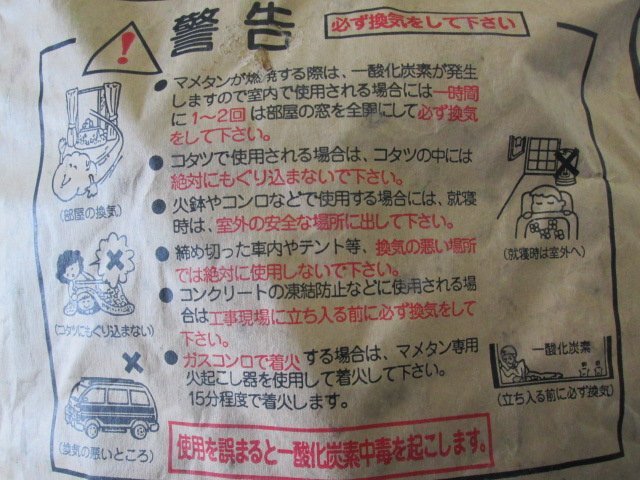 警告
必ず換気をして下さい
●マメタンが燃焼する際は、一酸化炭素が発生
しますので室内で使用される場合には一時間
に1〜2回は部屋の窓を全開にして必ず換気
をして下さい。
●コタツで使用される場合は、コタツの中には
絶対にもぐり込まないで下さい。
●火鉢やコンロなどで使用する場合には、就寝
時は、室外の安全な場所に出して下さい。
●締め切った車内やテント等、換気の悪い場所
では絶対に使用しないで下さい。
●コンクリートの凍結防止などに使用される場
合は工事現場に立ち入る前に必ず換気をして
下さい。
●ガスコンロで着火する場合は、マメタン専用
火起こし器を使用して着火して下さい。
15分程度で着火します。
(部屋の換気)
(コタツにもぐり込まない)
(換気の悪いところ)
(就寝時は室外へ)
一酸化炭素
(立ち入る前に必ず換気)
使用を誤まると一酸化炭素中毒を起こします。